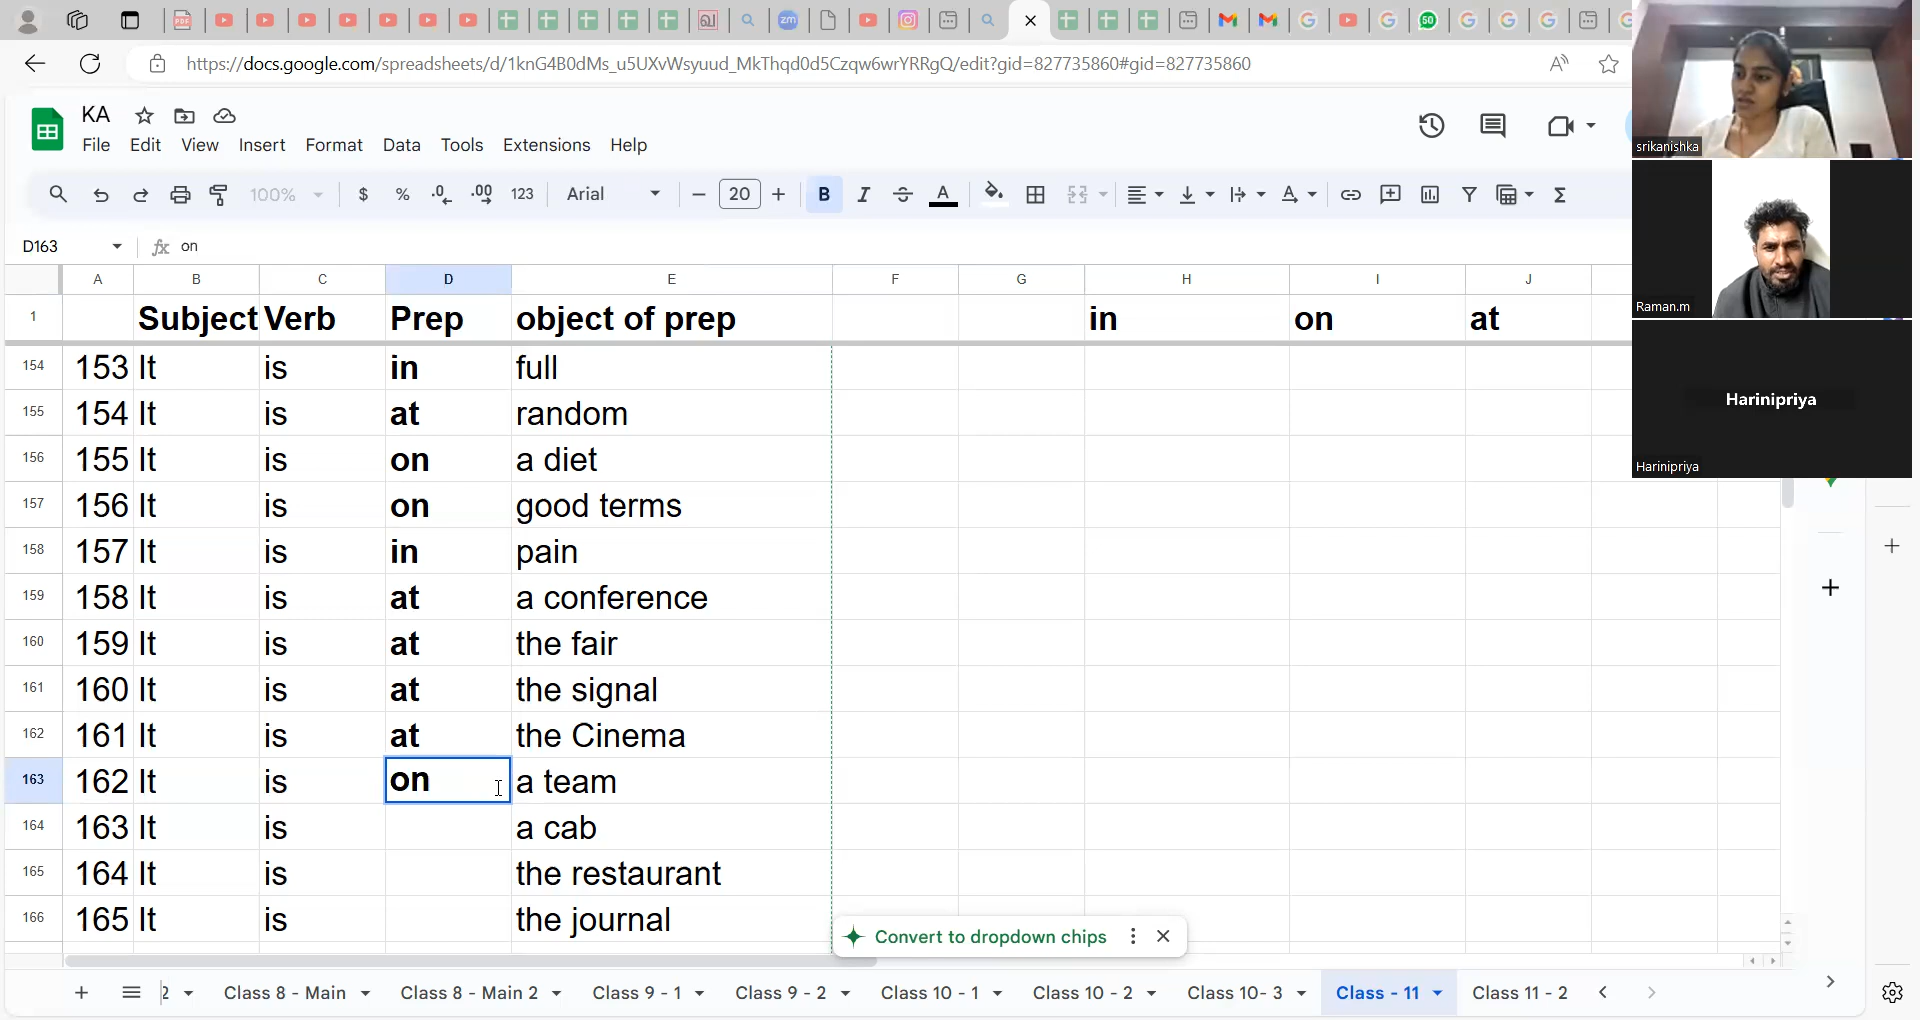 https://docs.google.com/spreadsheets/d/1knG4B0dMs_u5UXvWsyuud_MkThqd0d5Czqw6wrYRRgQ/edit?gid=827735860#gid=827735860
KA
File Edit View Insert Format Data Tools Extensions Help
100% $ % .0 .00 123 Arial 20 B I A
D163 fx on
A B C D E F G H I J
1 Subject Verb Prep object of prep in on at
154 153 It is in full
155 154 It is at random
156 155 It is on a diet
157 156 It is on good terms
158 157 It is in pain
159 158 It is at a conference
160 159 It is at the fair
161 160 It is at the signal
162 161 It is at the Cinema
163 162 It is on a team
164 163 It is a cab
165 164 It is the restaurant
166 165 It is the journal
Convert to dropdown chips
2 Class 8 - Main Class 8 - Main 2 Class 9 - 1 Class 9 - 2 Class 10 - 1 Class 10 - 2 Class 10- 3 Class - 11 Class 11 - 2
srikanishka
Raman.m
Harinipriya
Harinipriya